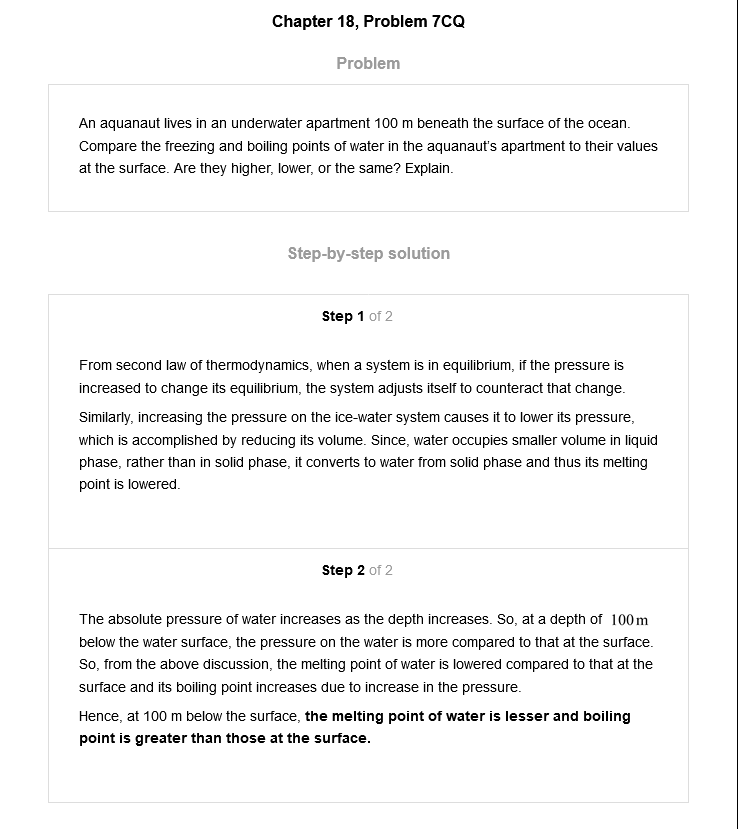 Chapter 18, Problem 7CQ
Problem
An aquanaut lives in an underwater apartment 100 m beneath the surface of the ocean.
Compare the freezing and boiling points of water in the aquanaut's apartment to their values
at the surface. Are they higher, lower, or the same? Explain.
Step-by-step solution
Step 1 of 2
From second law of thermodynamics, when a system is in equilibrium, if the pressure is
increased to change its equilibrium, the system adjusts itself to counteract that change.
Similarly, increasing the pressure on the ice-water system causes it to lower its pressure,
which is accomplished by reducing its volume. Since, water occupies smaller volume in liquid
phase, rather than in solid phase, it converts to water from solid phase and thus its melting
point is lowered.
Step 2 of 2
The absolute pressure of water increases as the depth increases. So, at a depth of 100 m
below the water surface, the pressure on the water is more compared to that at the surface.
So, from the above discussion, the melting point of water is lowered compared to that at the
surface and its boiling point increases due to increase in the pressure.
Hence, at 100 m below the surface, the melting point of water is lesser and boiling
point is greater than those at the surface.